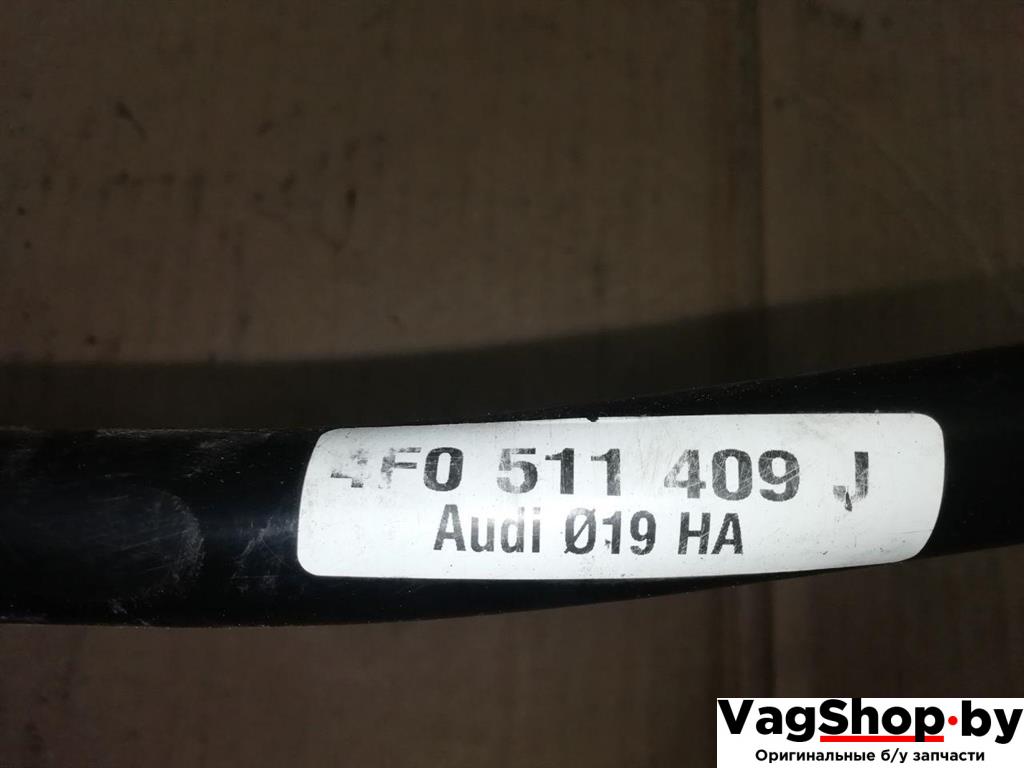 4F0 511 409 J
Audi Ø19 HA
VagShop.by
Оригинальные б/у запчасти